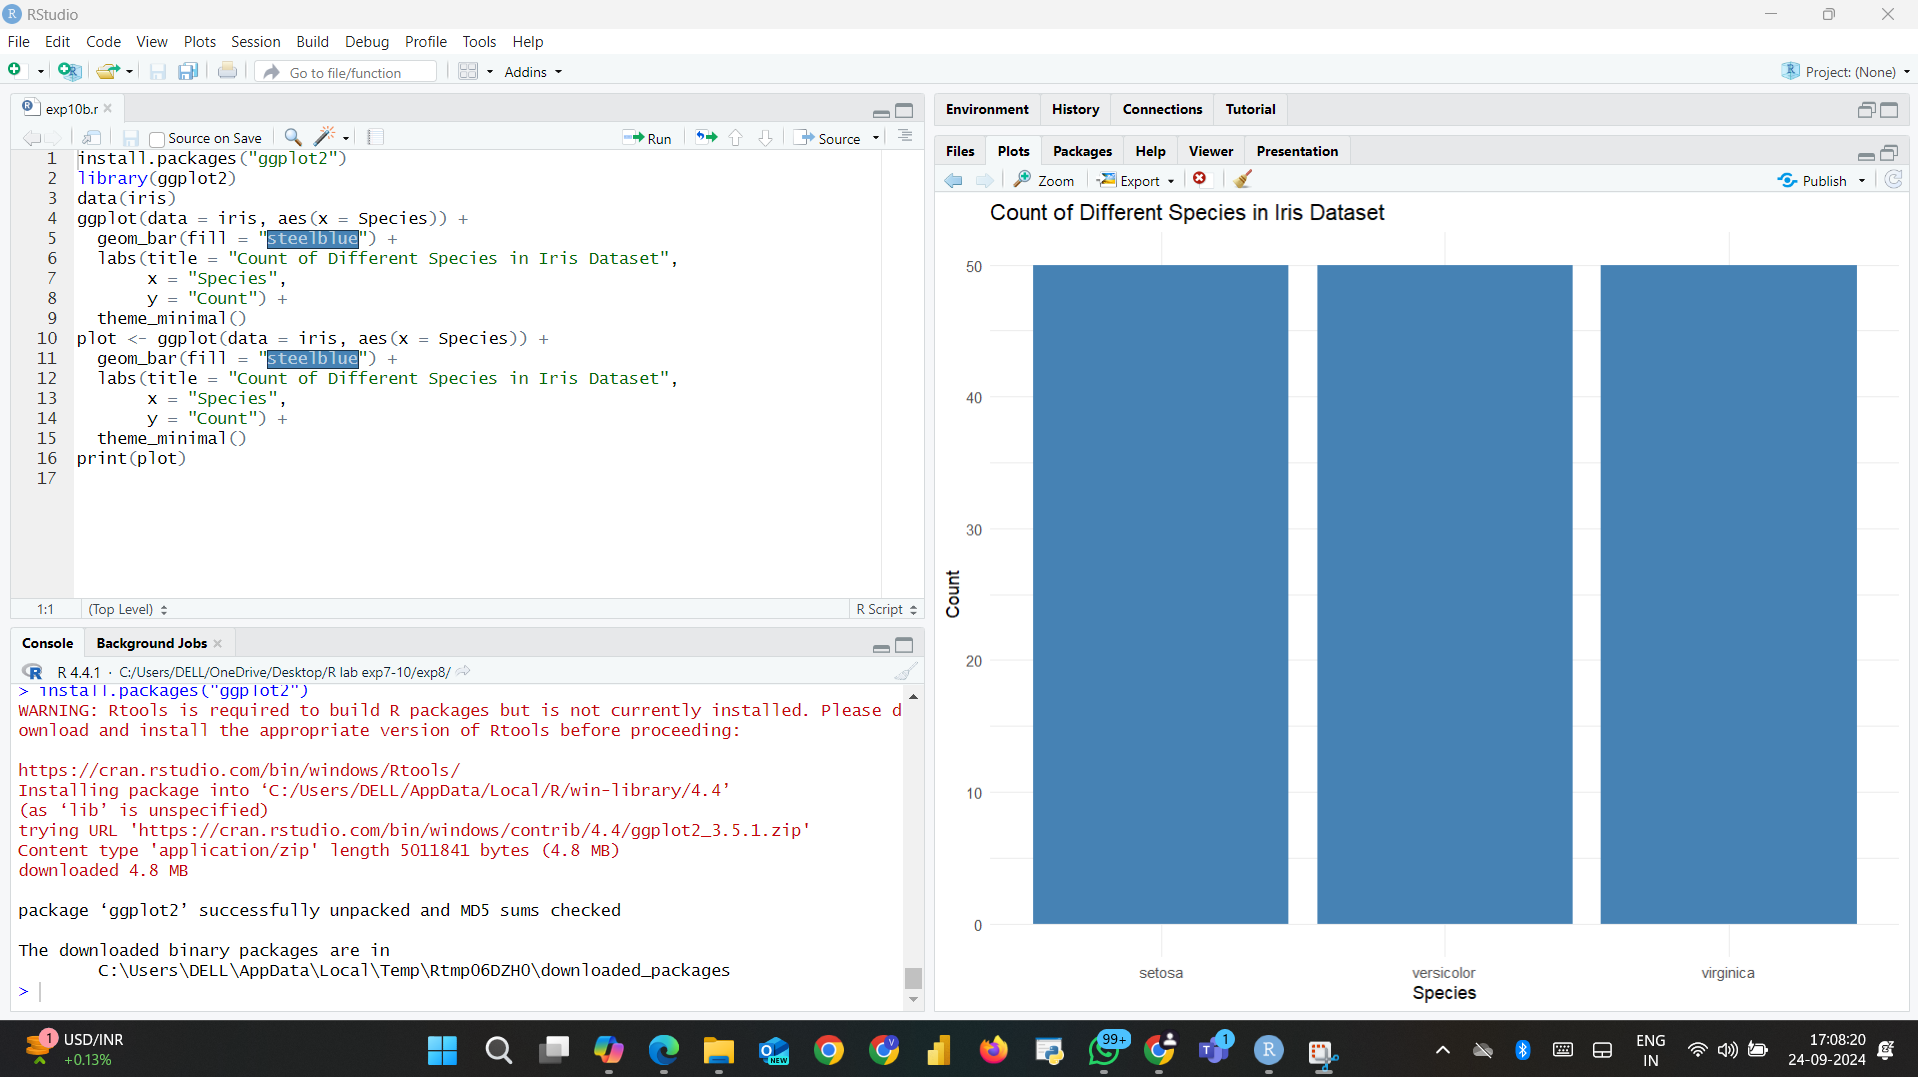 RStudio
File Edit Code View Plots Session Build Debug Profile Tools Help
Go to file/function Addins Project: (None)
exp10b.r
Source on Save Run Source
1 install.packages("ggplot2")
2 library(ggplot2)
3 data(iris)
4 ggplot(data = iris, aes(x = Species)) +
5 geom_bar(fill = "steelblue") +
6 labs(title = "Count of Different Species in Iris Dataset",
7 x = "Species",
8 y = "Count") +
9 theme_minimal()
10 plot <- ggplot(data = iris, aes(x = Species)) +
11 geom_bar(fill = "steelblue") +
12 labs(title = "Count of Different Species in Iris Dataset",
13 x = "Species",
14 y = "Count") +
15 theme_minimal()
16 print(plot)
17
1:1 (Top Level) R Script
Console Background Jobs
R 4.4.1 · C:/Users/DELL/OneDrive/Desktop/R lab exp7-10/exp8/
> install.packages("ggplot2")
WARNING: Rtools is required to build R packages but is not currently installed. Please d
ownload and install the appropriate version of Rtools before proceeding:
https://cran.rstudio.com/bin/windows/Rtools/
Installing package into ‘C:/Users/DELL/AppData/Local/R/win-library/4.4’
(as ‘lib’ is unspecified)
trying URL 'https://cran.rstudio.com/bin/windows/contrib/4.4/ggplot2_3.5.1.zip'
Content type 'application/zip' length 5011841 bytes (4.8 MB)
downloaded 4.8 MB
package ‘ggplot2’ successfully unpacked and MD5 sums checked
The downloaded binary packages are in
C:\Users\DELL\AppData\Local\Temp\Rtmp06DZH0\downloaded_packages
>
Environment History Connections Tutorial
Files Plots Packages Help Viewer Presentation
Zoom Export Publish
Count of Different Species in Iris Dataset
50
40
30
20
10
0
Count
setosa versicolor virginica
Species
1 USD/INR
+0.13%
NEW
V
99+
1
ENG
IN
17:08:20
24-09-2024